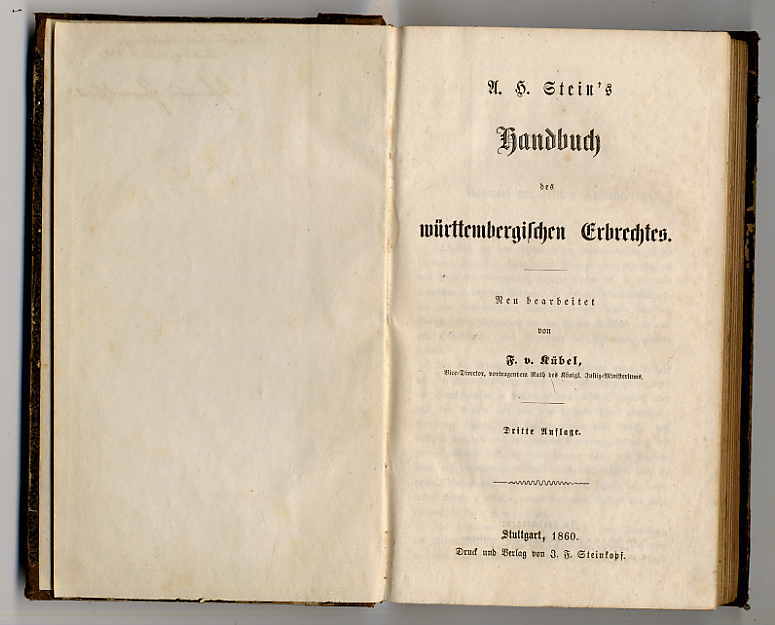 A. H. Stein's
Handbuch
des
württembergischen Erbrechtes.
Neu bearbeitet
von
F. v. Kübel,
Vice-Director, vortragendem Rath des Königl. Justiz-Ministeriums.
Dritte Auflage.
Stuttgart, 1860.
Druck und Verlag von J. F. Steinkopf.